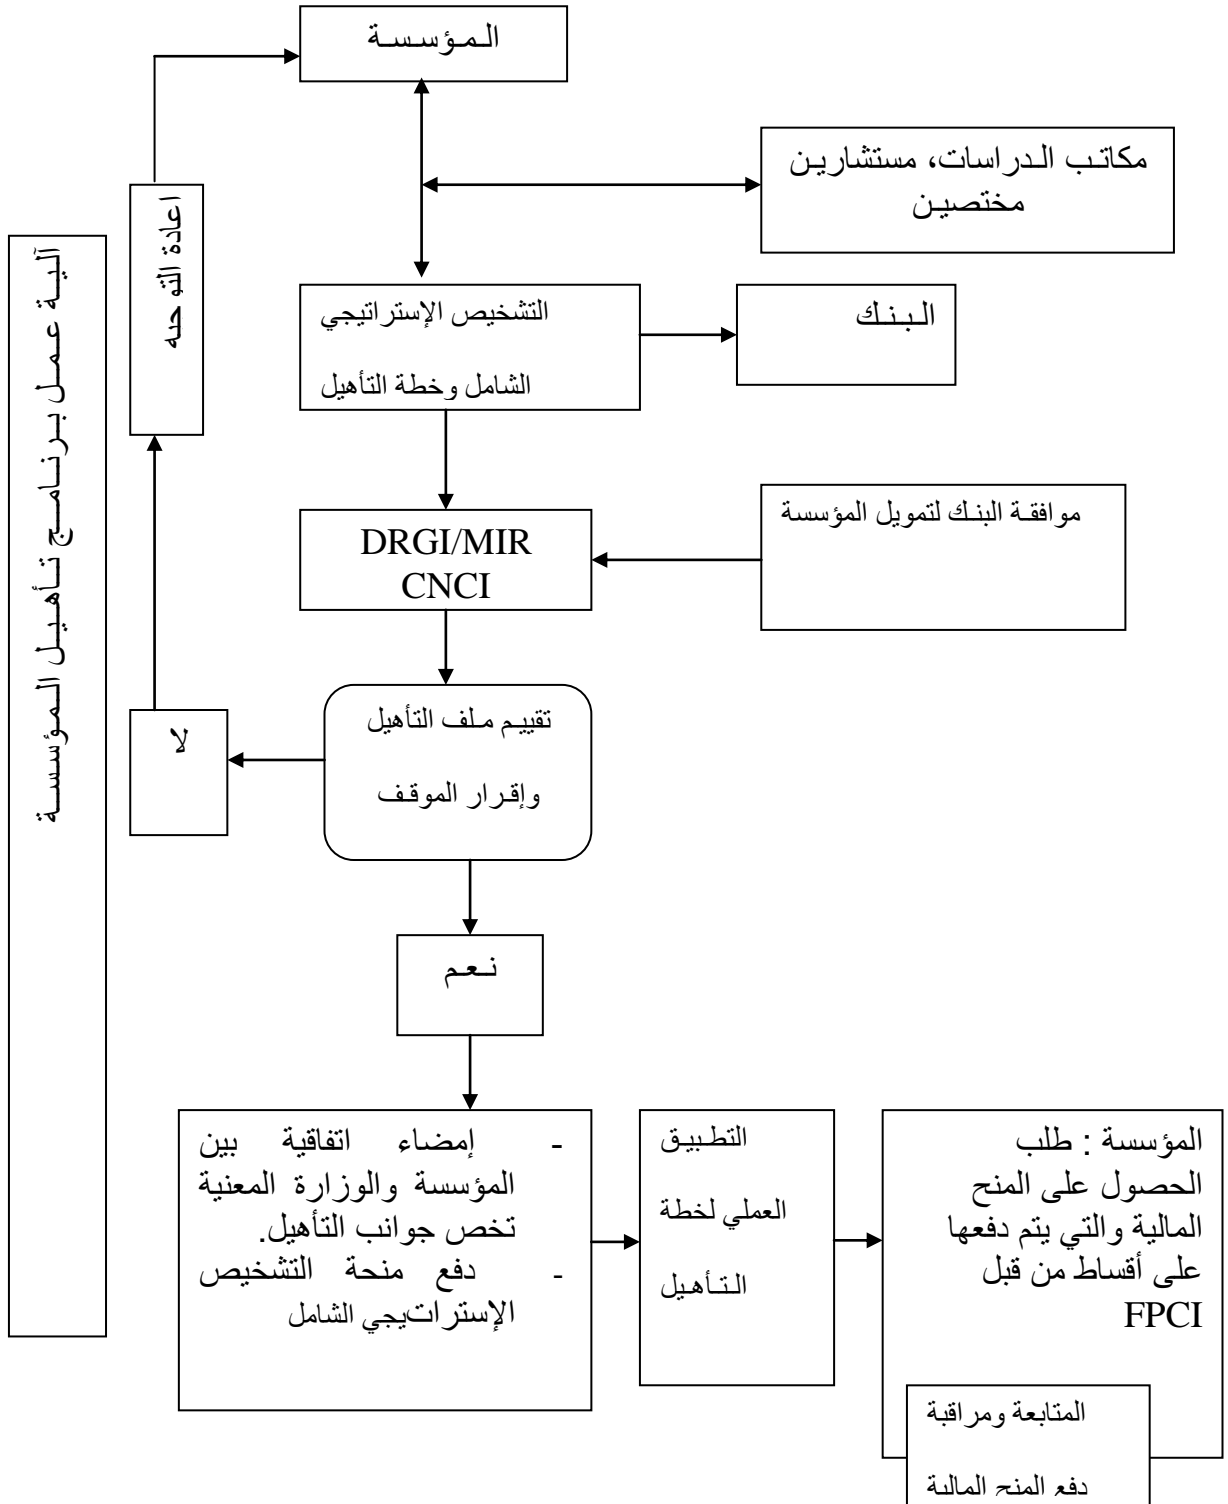 المؤسسة
مكاتب الدراسات، مستشارين
مختصين
اعادة التوجيه
آلية عمل برنامج تأهيل المؤسسة
التشخيص الإستراتيجي
الشامل وخطة التأهيل
البنك
DRGI/MIR
CNCI
موافقة البنك لتمويل المؤسسة
تقييم ملف التأهيل
وإقرار الموقف
لا
نعم
- إمضاء اتفاقية بين
المؤسسة والوزارة المعنية
تخص جوانب التأهيل.
- دفع منحة التشخيص
الإستراتيجي الشامل
التطبيق
العملي لخطة
التأهيل
المؤسسة : طلب
الحصول على المنح
المالية والتي يتم دفعها
على أقساط من قبل
FPCI
المتابعة ومراقبة
دفع المنح المالية